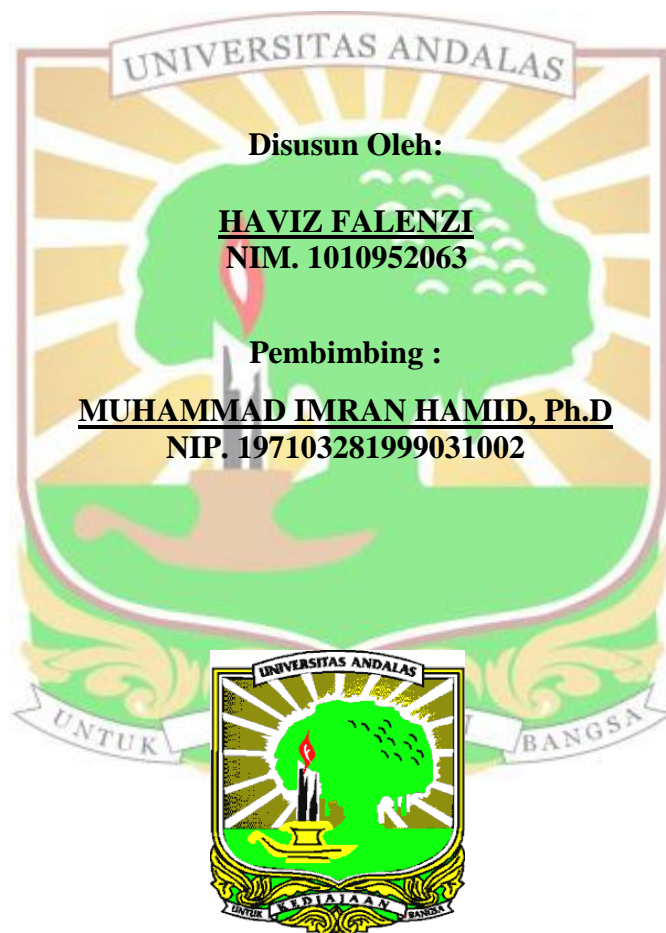 UNIVERSITAS ANDALAS
Disusun Oleh:
HAVIZ FALENZI
NIM. 1010952063
Pembimbing :
MUHAMMAD IMRAN HAMID, Ph.D
NIP. 197103281999031002
UNIVERSITAS ANDALAS
UNTUK BANGSA
UNTUK KEDJAJAAN BANGSA